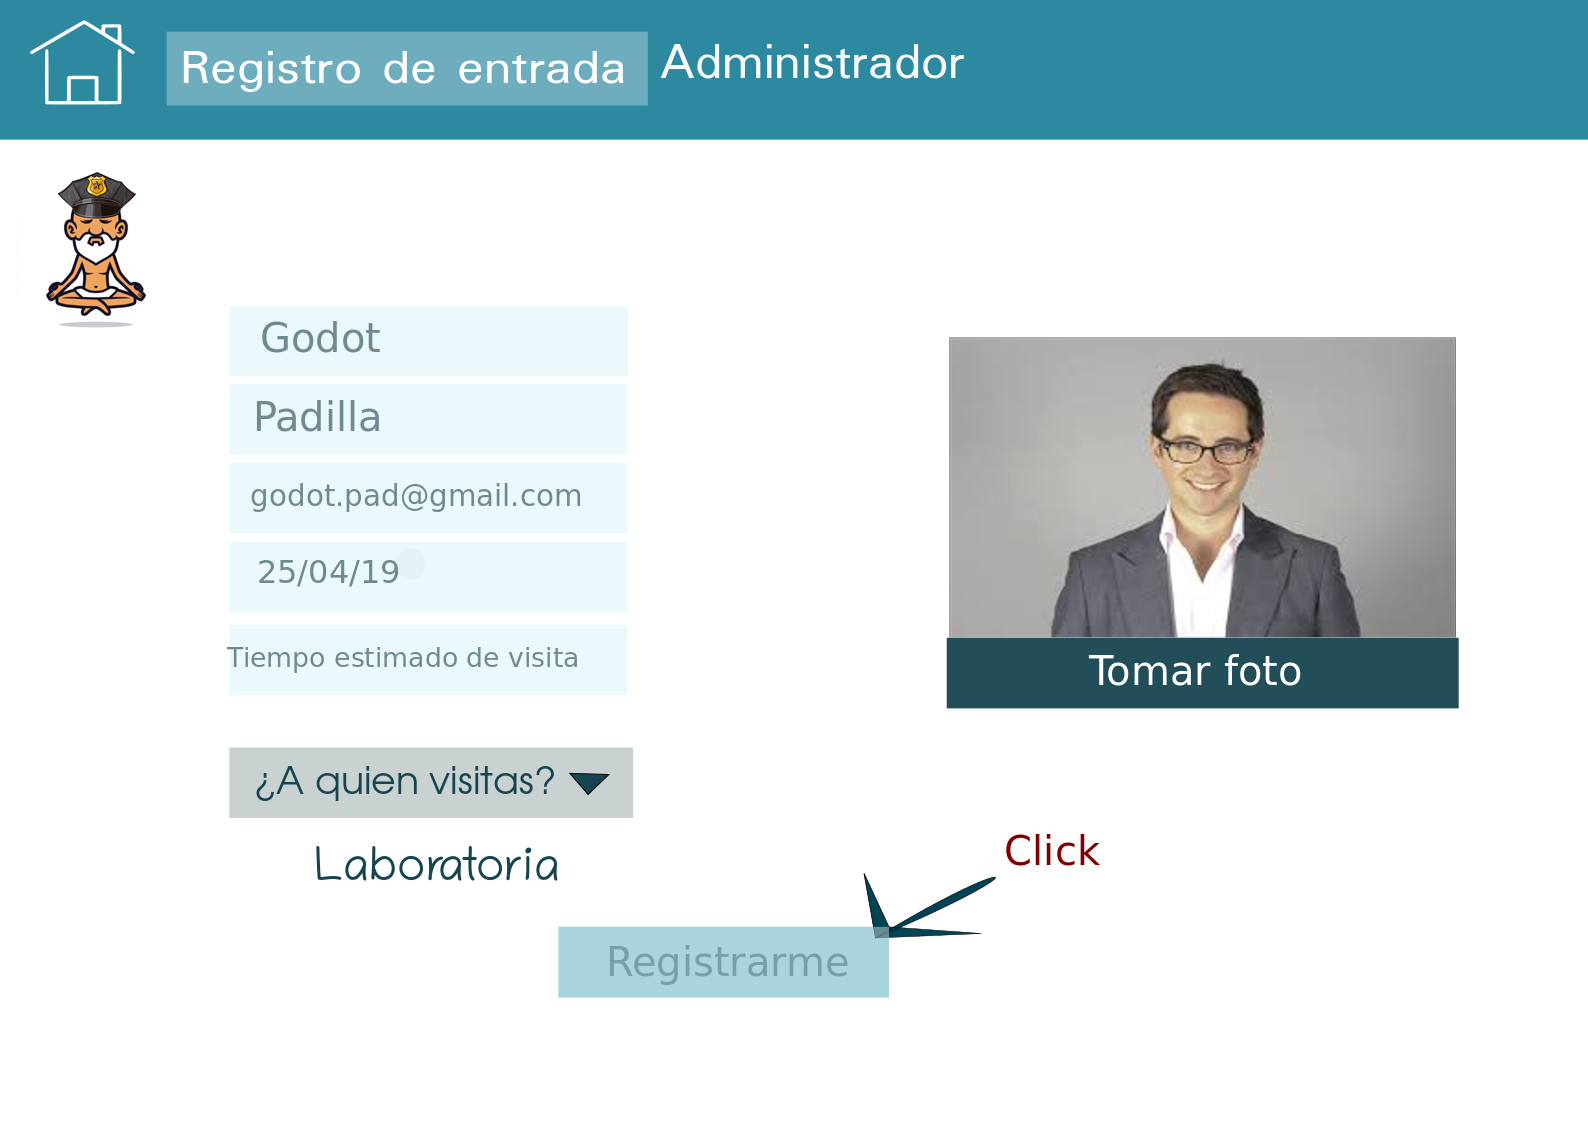 Registro de entrada Administrador
Godot
Padilla
godot.pad@gmail.com
25/04/19
Tiempo estimado de visita
Tomar foto
¿A quien visitas?
Laboratoria
Click
Registrarme